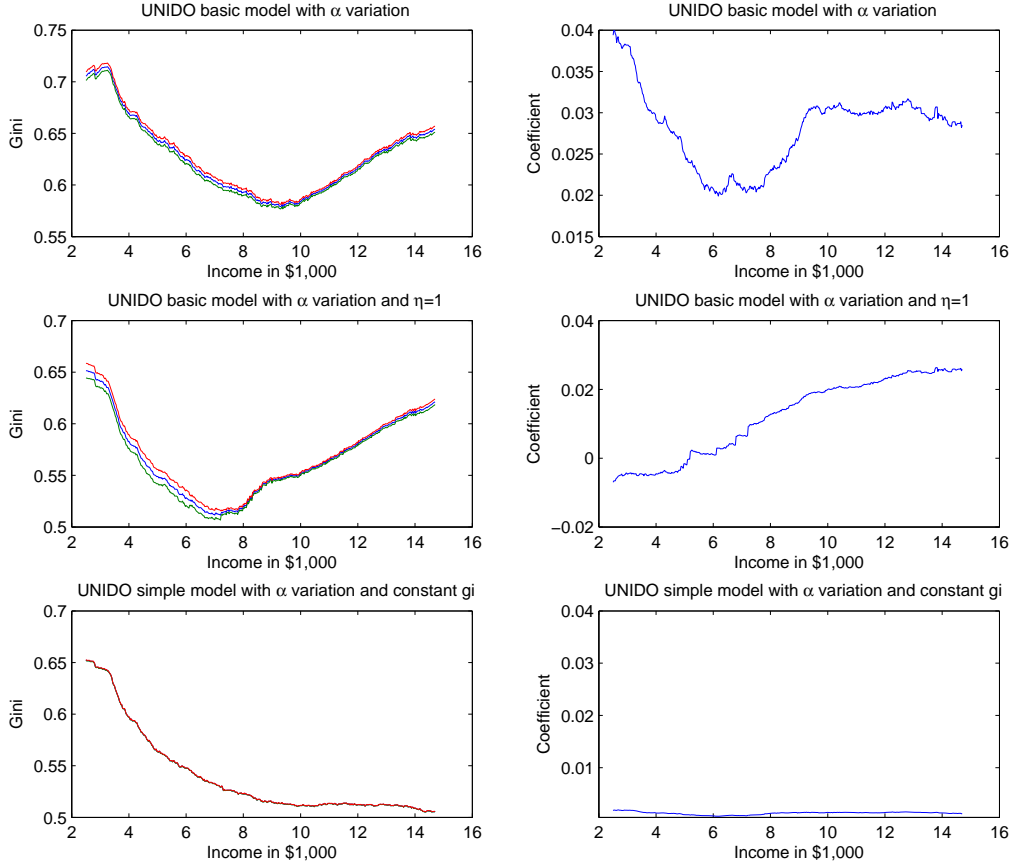 UNIDO basic model with α variation
0.75
0.7
0.65
0.6
0.55
Gini
2 4 6 8 10 12 14 16
Income in $1,000
UNIDO basic model with α variation
0.04
0.035
0.03
0.025
0.02
0.015
Coefficient
2 4 6 8 10 12 14 16
Income in $1,000
UNIDO basic model with α variation and η=1
0.7
0.65
0.6
0.55
0.5
Gini
2 4 6 8 10 12 14 16
Income in $1,000
UNIDO basic model with α variation and η=1
0.04
0.02
0
−0.02
Coefficient
2 4 6 8 10 12 14 16
Income in $1,000
UNIDO simple model with α variation and constant gi
0.7
0.65
0.6
0.55
0.5
Gini
2 4 6 8 10 12 14 16
Income in $1,000
UNIDO simple model with α variation and constant gi
0.04
0.03
0.02
0.01
Coefficient
2 4 6 8 10 12 14 16
Income in $1,000